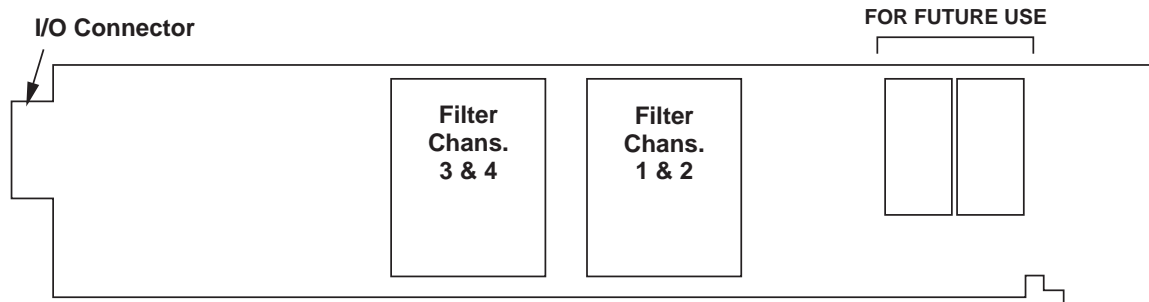 I/O Connector
FOR FUTURE USE
Filter
Chans.
3 & 4
Filter
Chans.
1 & 2